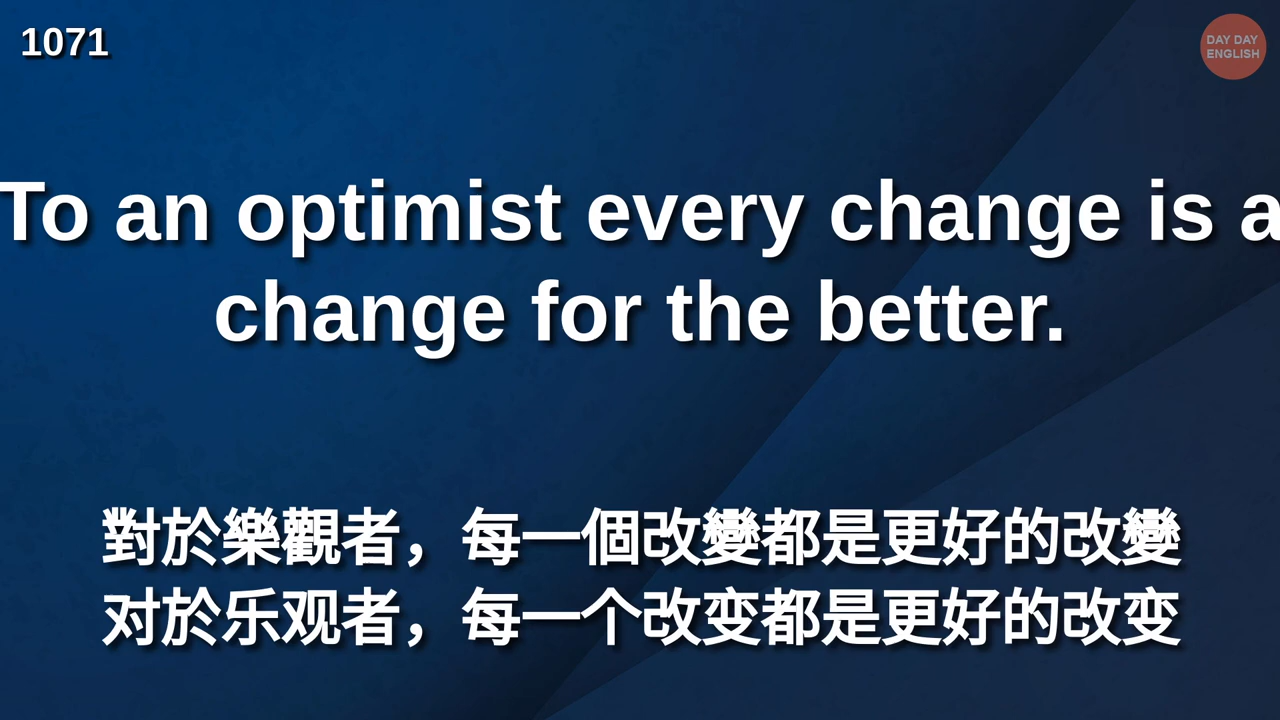 1071
DAY DAY
ENGLISH
To an optimist every change is a
change for the better.
對於樂觀者，每一個改變都是更好的改變
对於乐观者，每一个改变都是更好的改变